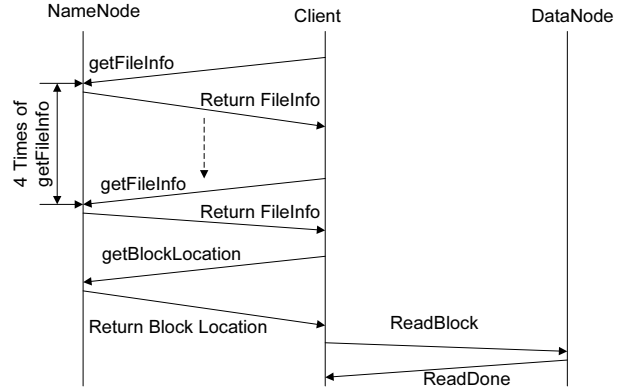 NameNode
Client
DataNode
getFileInfo
Return FileInfo
4 Times of
getFileInfo
getFileInfo
Return FileInfo
getBlockLocation
Return Block Location
ReadBlock
ReadDone